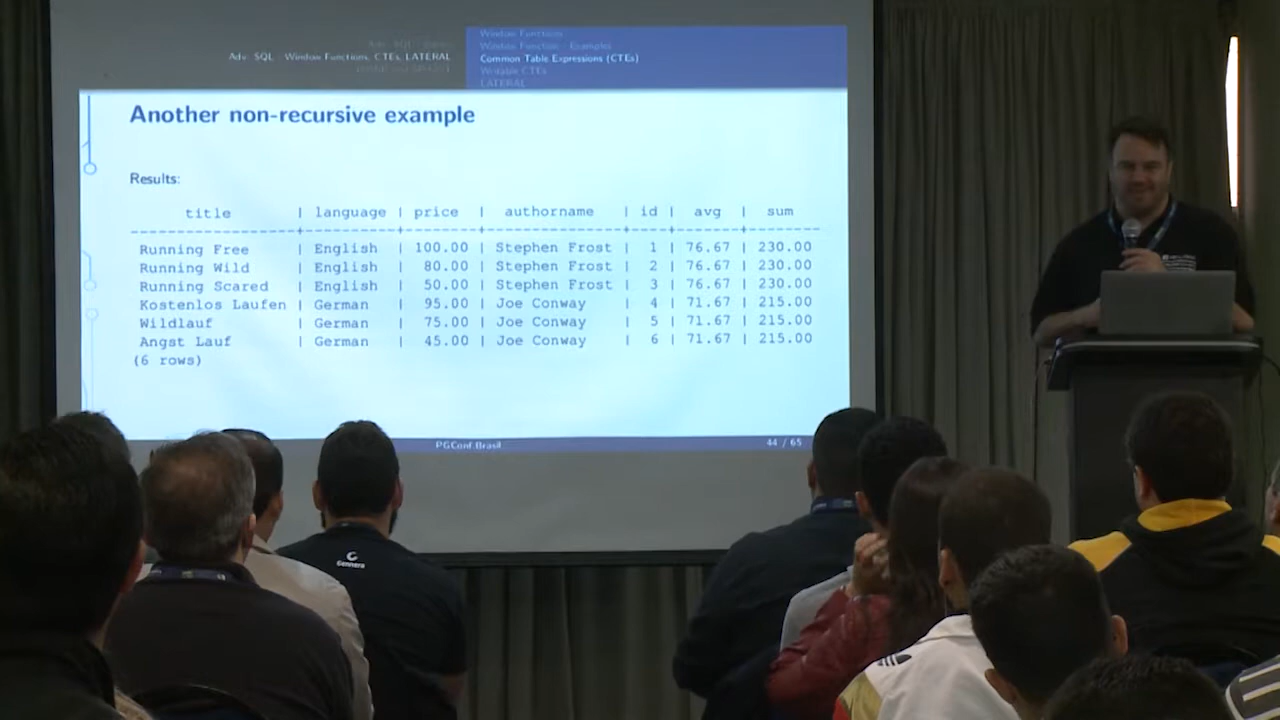 Window Functions
Window Function - Examples
Adv. SQL Window Functions, CTEs, LATERAL
Common Table Expressions (CTEs)
Writable CTEs
LATERAL
Another non-recursive example
Results:
title | language | price | authorname | id | avg | sum
Running Free | English | 100.00 | Stephen Frost | 1 | 76.67 | 230.00
Running Wild | English | 80.00 | Stephen Frost | 2 | 76.67 | 230.00
Running Scared | English | 50.00 | Stephen Frost | 3 | 76.67 | 230.00
Kostenlos Laufen | German | 95.00 | Joe Conway | 4 | 71.67 | 215.00
Wildlauf | German | 75.00 | Joe Conway | 5 | 71.67 | 215.00
Angst Lauf | German | 45.00 | Joe Conway | 6 | 71.67 | 215.00
(6 rows)
PGConf.Brasil 44 / 65
Gennera